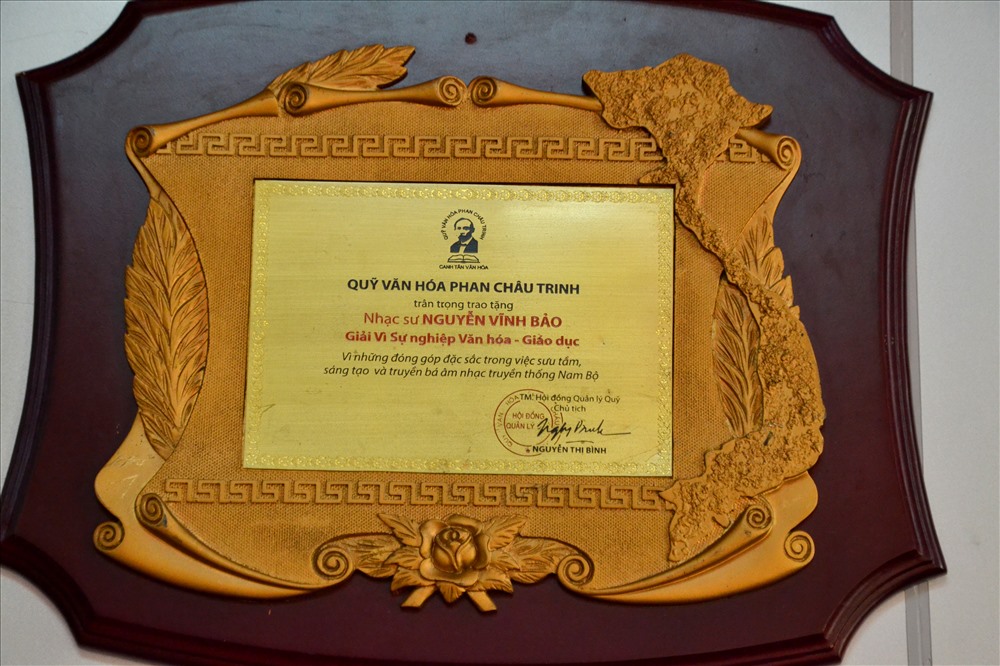 QUỸ VĂN HÓA PHAN CHÂU TRINH
CANH TÂN VĂN HÓA
QUỸ VĂN HÓA PHAN CHÂU TRINH
trân trọng trao tặng
Nhạc sư NGUYỄN VĨNH BẢO
Giải Vì Sự nghiệp Văn hóa - Giáo dục
Vì những đóng góp đặc sắc trong việc sưu tầm,
sáng tạo và truyền bá âm nhạc truyền thống Nam Bộ
TM. Hội đồng Quản lý Quỹ
Chủ tịch
HỘI ĐỒNG
QUẢN LÝ
NGUYỄN THỊ BÌNH